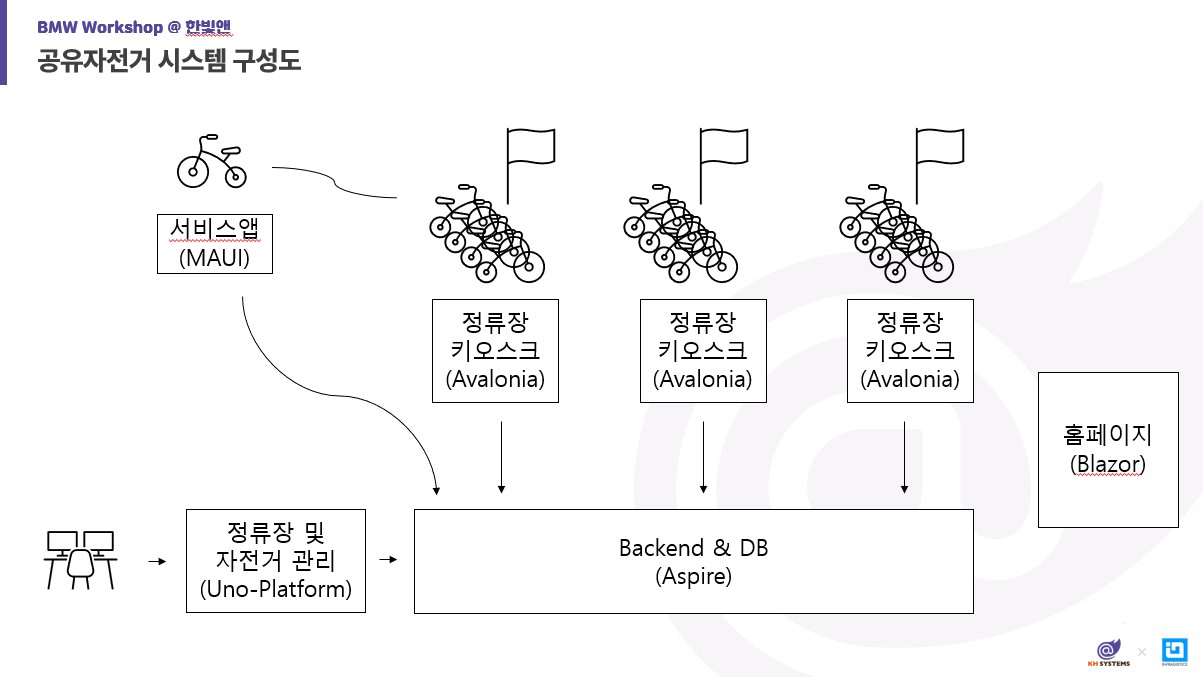 BMW Workshop @ 한빛앤
공유자전거 시스템 구성도
서비스앱
(MAUI)
정류장
키오스크
(Avalonia)
정류장
키오스크
(Avalonia)
정류장
키오스크
(Avalonia)
홈페이지
(Blazor)
정류장 및
자전거 관리
(Uno-Platform)
Backend & DB
(Aspire)
@
KH SYSTEMS
×
INFRAGISTICS